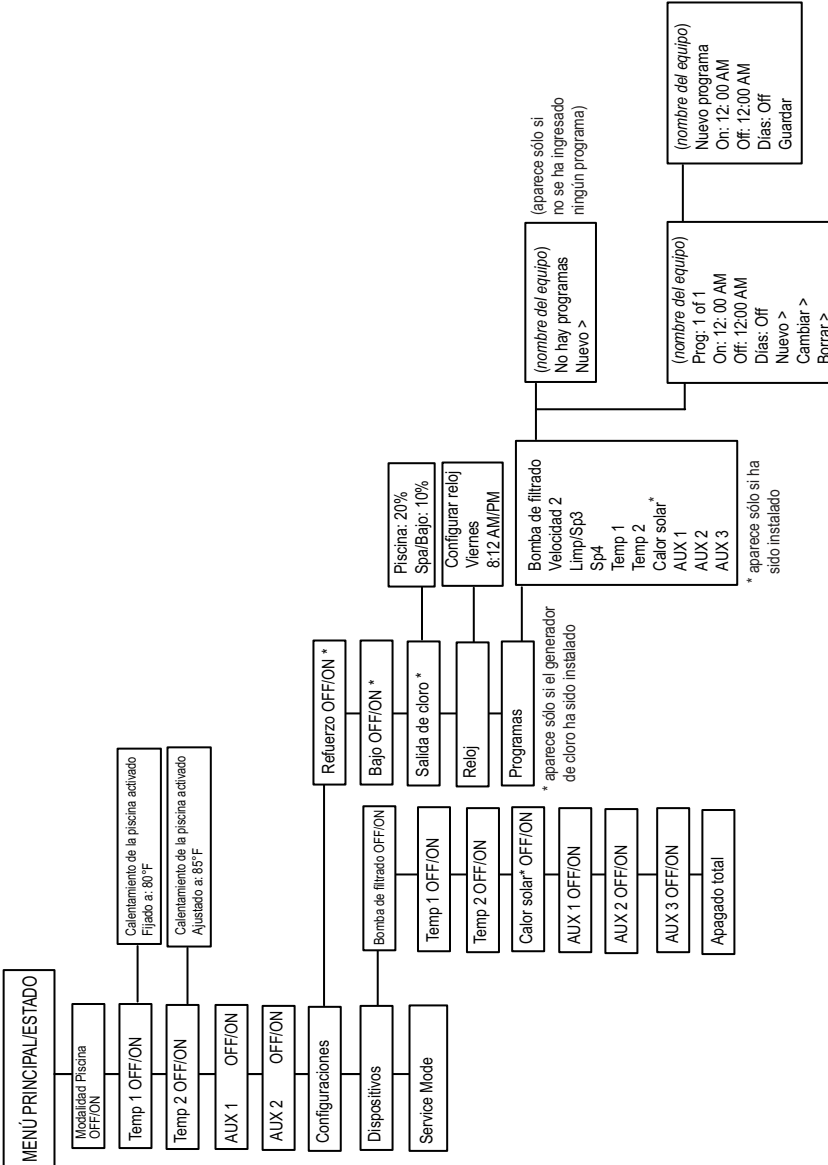 MENÚ PRINCIPAL/ESTADO
Modalidad Piscina
OFF/ON
Temp 1 OFF/ON
Calentamiento de la piscina activado
Fijado a: 80°F
Temp 2 OFF/ON
Calentamiento de la piscina activado
Ajustado a: 85°F
AUX 1 OFF/ON
AUX 2 OFF/ON
Configuraciones
Dispositivos
Service Mode
Refuerzo OFF/ON *
Bajo OFF/ON *
Salida de cloro *
Piscina: 20%
Spa/Bajo: 10%
Reloj
Configurar reloj
Viernes
8:12 AM/PM
Programas
* aparece sólo si el generador
de cloro ha sido instalado
Bomba de filtrado OFF/ON
Temp 1 OFF/ON
Temp 2 OFF/ON
Calor solar* OFF/ON
AUX 1 OFF/ON
AUX 2 OFF/ON
AUX 3 OFF/ON
Apagado total
Bomba de filtrado
Velocidad 2
Limp/Sp3
Sp4
Temp 1
Temp 2
Calor solar*
AUX 1
AUX 2
AUX 3
* aparece sólo si ha
sido instalado
(nombre del equipo)
No hay programas
Nuevo >
(aparece sólo si
no se ha ingresado
ningún programa)
(nombre del equipo)
Prog: 1 of 1
On: 12: 00 AM
Off: 12:00 AM
Días: Off
Nuevo >
Cambiar >
Borrar >
(nombre del equipo)
Nuevo programa
On: 12: 00 AM
Off: 12:00 AM
Días: Off
Guardar